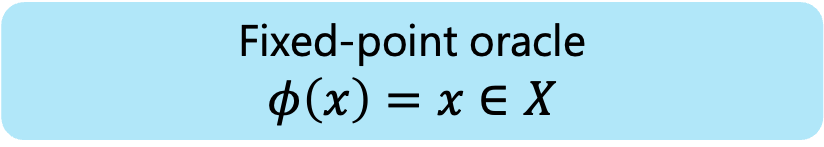 Fixed-point oracle
𝜙(𝑥) = 𝑥 ∈ 𝑋